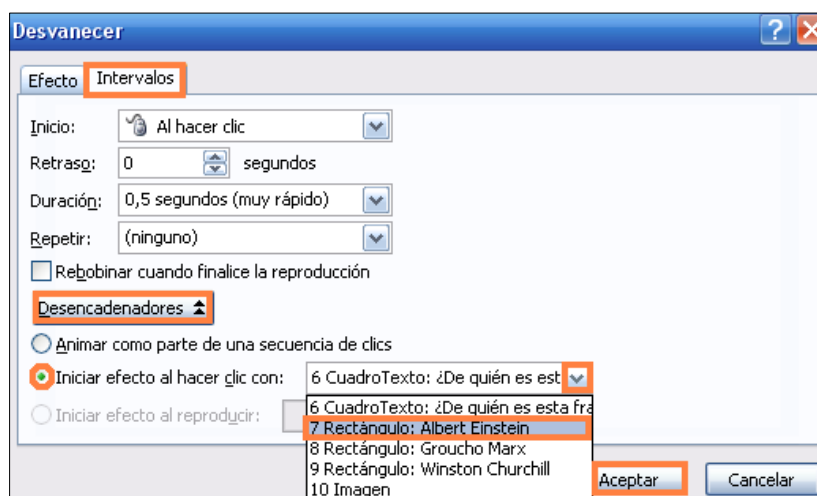 Desvanecer
Efecto Intervalos
Inicio: Al hacer clic
Retraso: 0 segundos
Duración: 0,5 segundos (muy rápido)
Repetir: (ninguno)
Rebobinar cuando finalice la reproducción
Desencadenadores
Animar como parte de una secuencia de clics
Iniciar efecto al hacer clic con: 6 CuadroTexto: ¿De quién es est
6 CuadroTexto: ¿De quién es esta fra
Iniciar efecto al reproducir:
7 Rectángulo: Albert Einstein
8 Rectángulo: Groucho Marx
9 Rectángulo: Winston Churchill
10 Imagen
Aceptar Cancelar